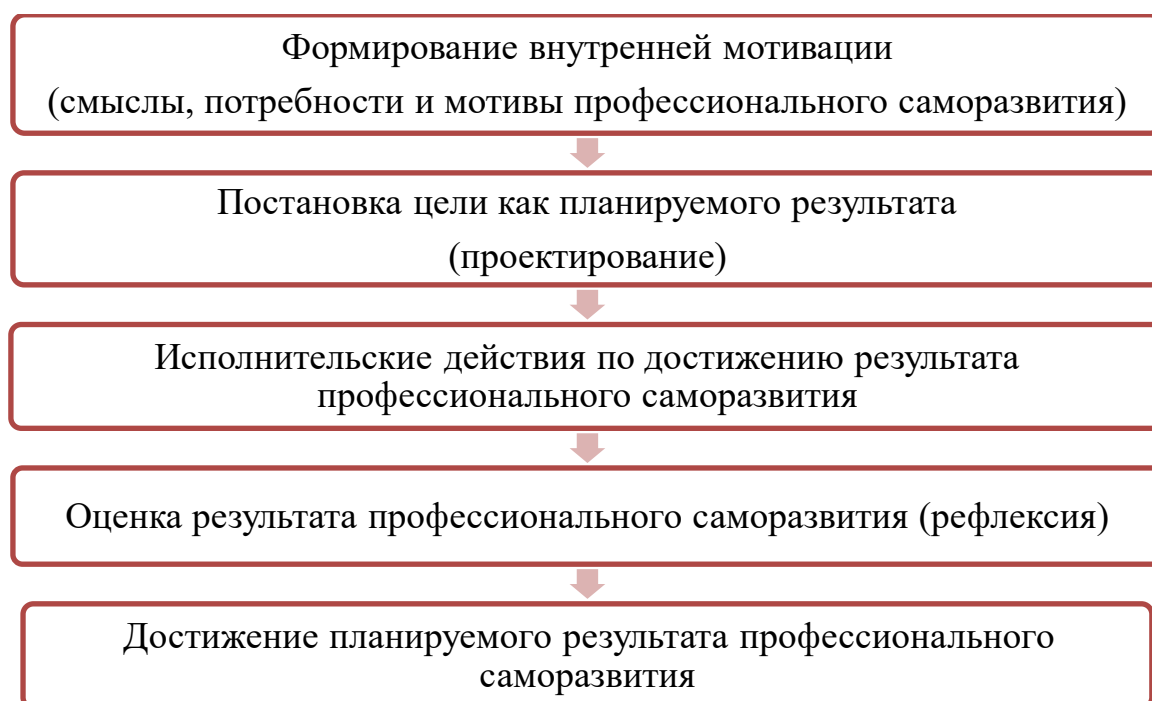 Формирование внутренней мотивации
(смыслы, потребности и мотивы профессионального саморазвития)
Постановка цели как планируемого результата
(проектирование)
Исполнительские действия по достижению результата
профессионального саморазвития
Оценка результата профессионального саморазвития (рефлексия)
Достижение планируемого результата профессионального
саморазвития